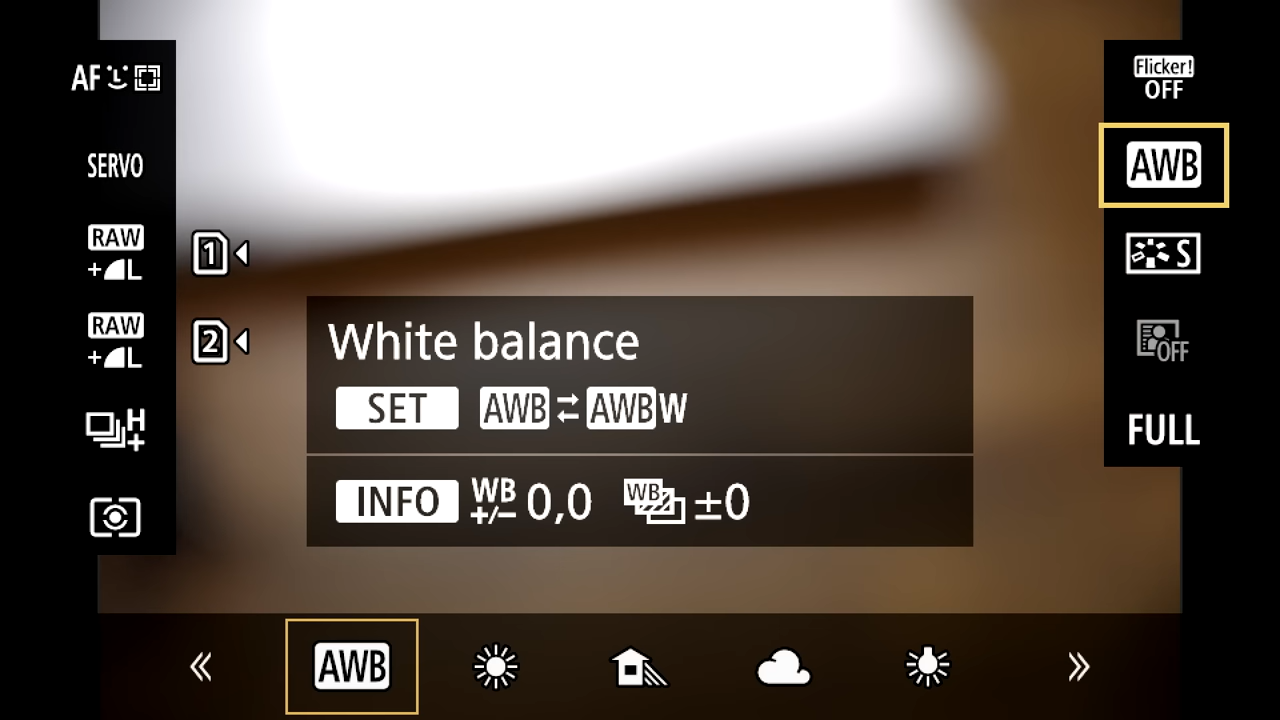 AF
SERVO
RAW
+L
1
RAW
+L
2
H
+
Flicker!
OFF
AWB
S
OFF
FULL
White balance
SET AWB AWBW
INFO WB +/- 0,0 WB ±0
AWB